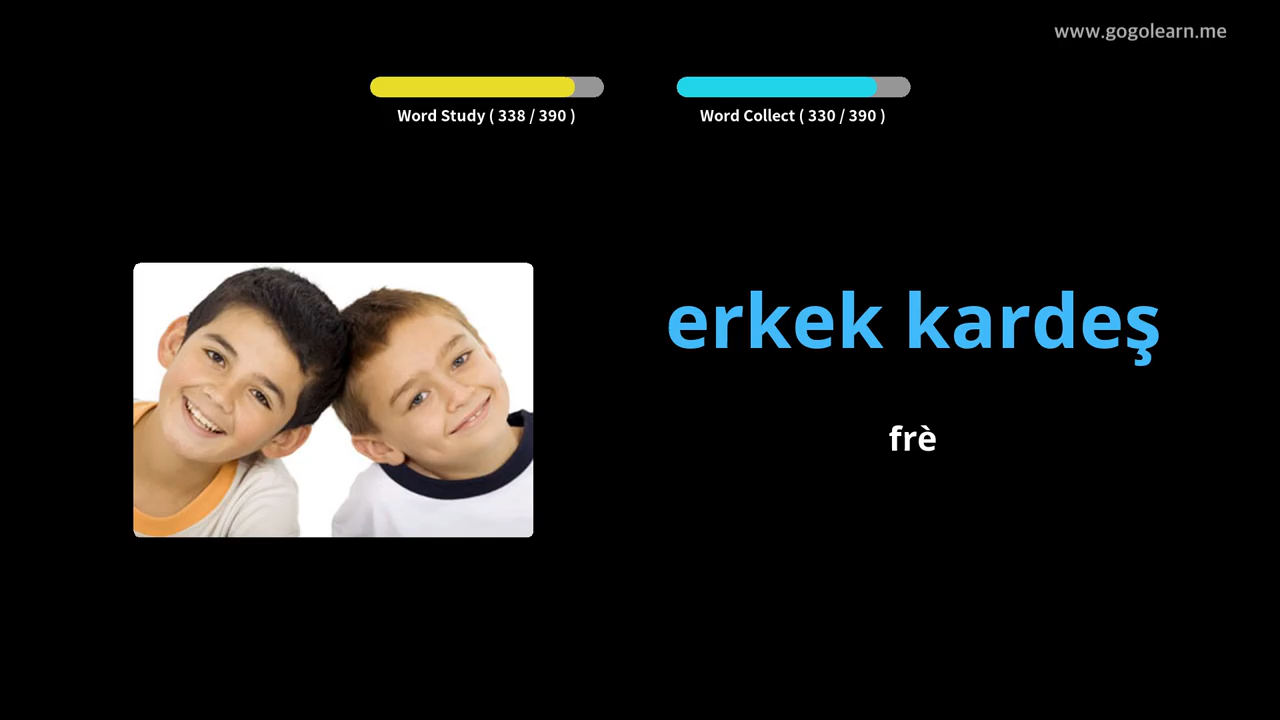 www.gogolearn.me
Word Study ( 338 / 390 )
Word Collect ( 330 / 390 )
erkek kardeş
frè